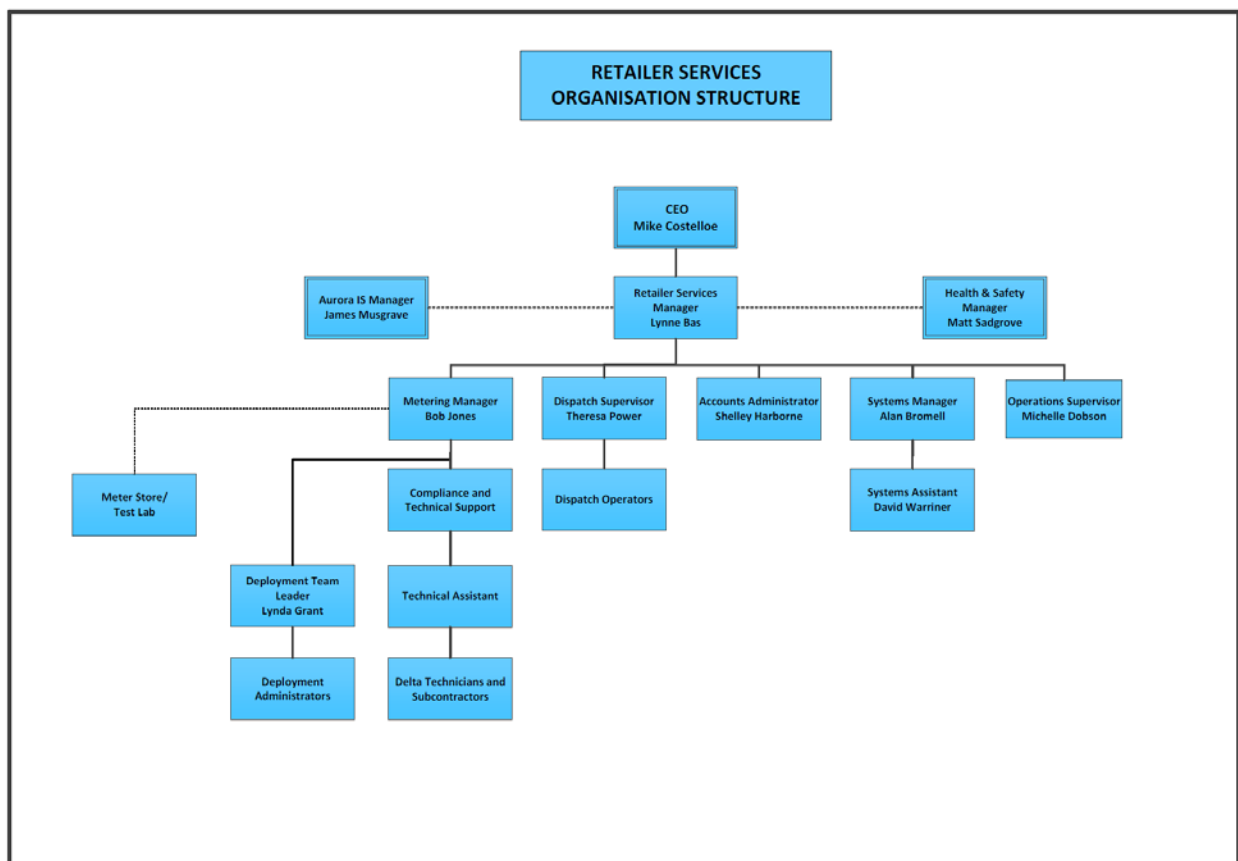 RETAILER SERVICES
ORGANISATION STRUCTURE
CEO
Mike Costelloe
Aurora IS Manager
James Musgrave
Retailer Services
Manager
Lynne Bas
Health & Safety
Manager
Matt Sadgrove
Metering Manager
Bob Jones
Dispatch Supervisor
Theresa Power
Accounts Administrator
Shelley Harborne
Systems Manager
Alan Bromell
Operations Supervisor
Michelle Dobson
Meter Store/
Test Lab
Compliance and
Technical Support
Dispatch Operators
Systems Assistant
David Warriner
Deployment Team
Leader
Lynda Grant
Technical Assistant
Deployment
Administrators
Delta Technicians and
Subcontractors